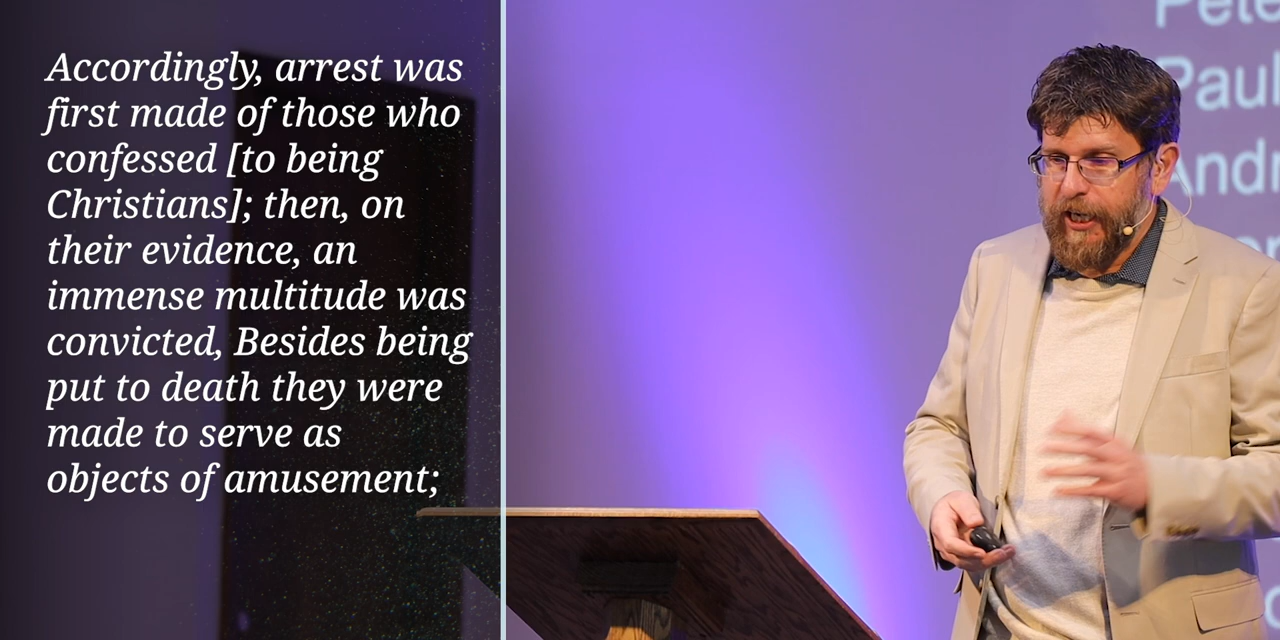 Accordingly, arrest was
first made of those who
confessed [to being
Christians]; then, on
their evidence, an
immense multitude was
convicted, Besides being
put to death they were
made to serve as
objects of amusement;
Pete
Paul
Andr